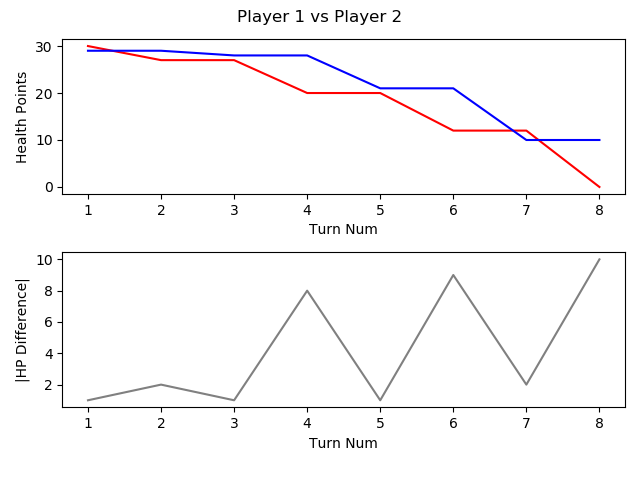 Player 1 vs Player 2
30
20
10
0
Health Points
1 2 3 4 5 6 7 8
Turn Num
10
8
6
4
2
|HP Difference|
1 2 3 4 5 6 7 8
Turn Num